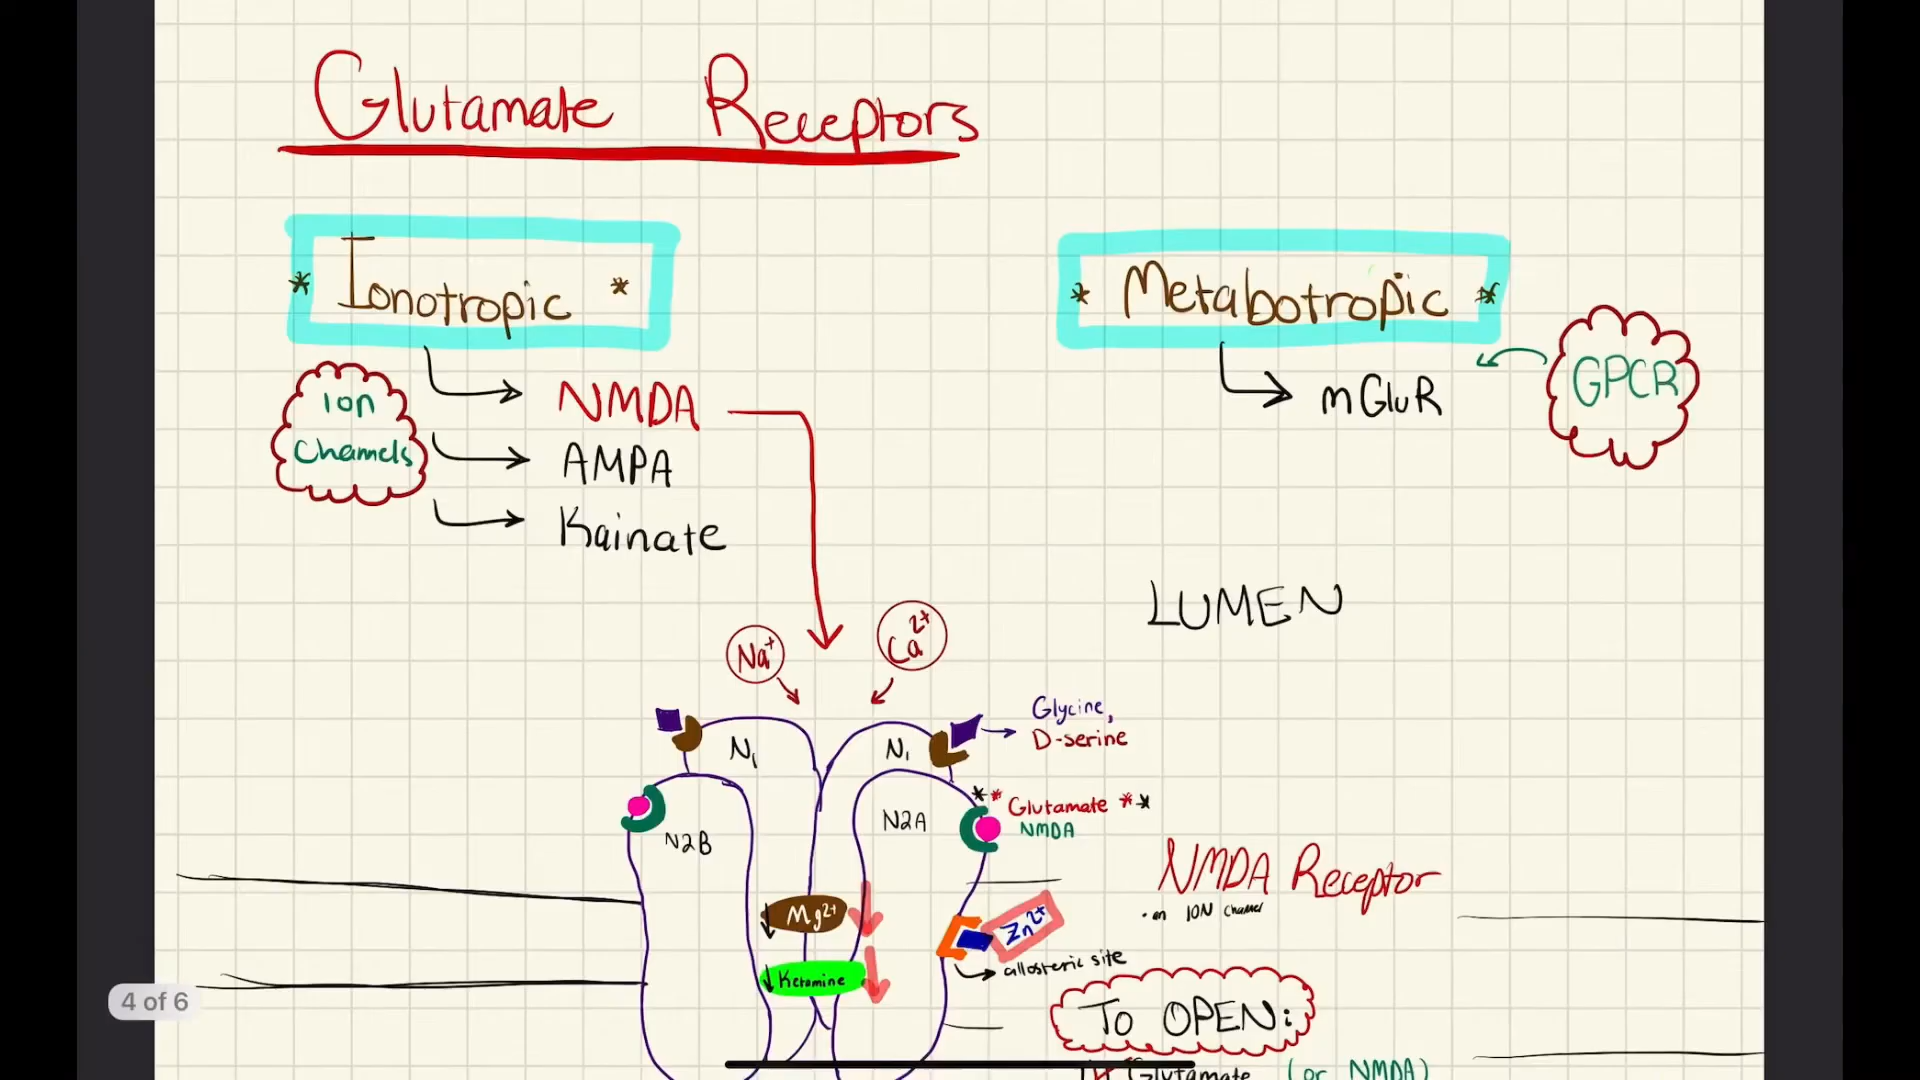 Glutamate Receptors
* Ionotropic *
Ion
Channels
NMDA
AMPA
Kainate
* Metabotropic *
mGluR
GPCR
LUMEN
Na+
Ca2+
Glycine,
D-serine
N1
N1
** Glutamate **
NMDA
N2B
N2A
NMDA Receptor
• an ION Channel
Mg2+
Zn2+
allosteric site
Ketamine
TO OPEN:
Glutamate (or NMDA)
4 of 6